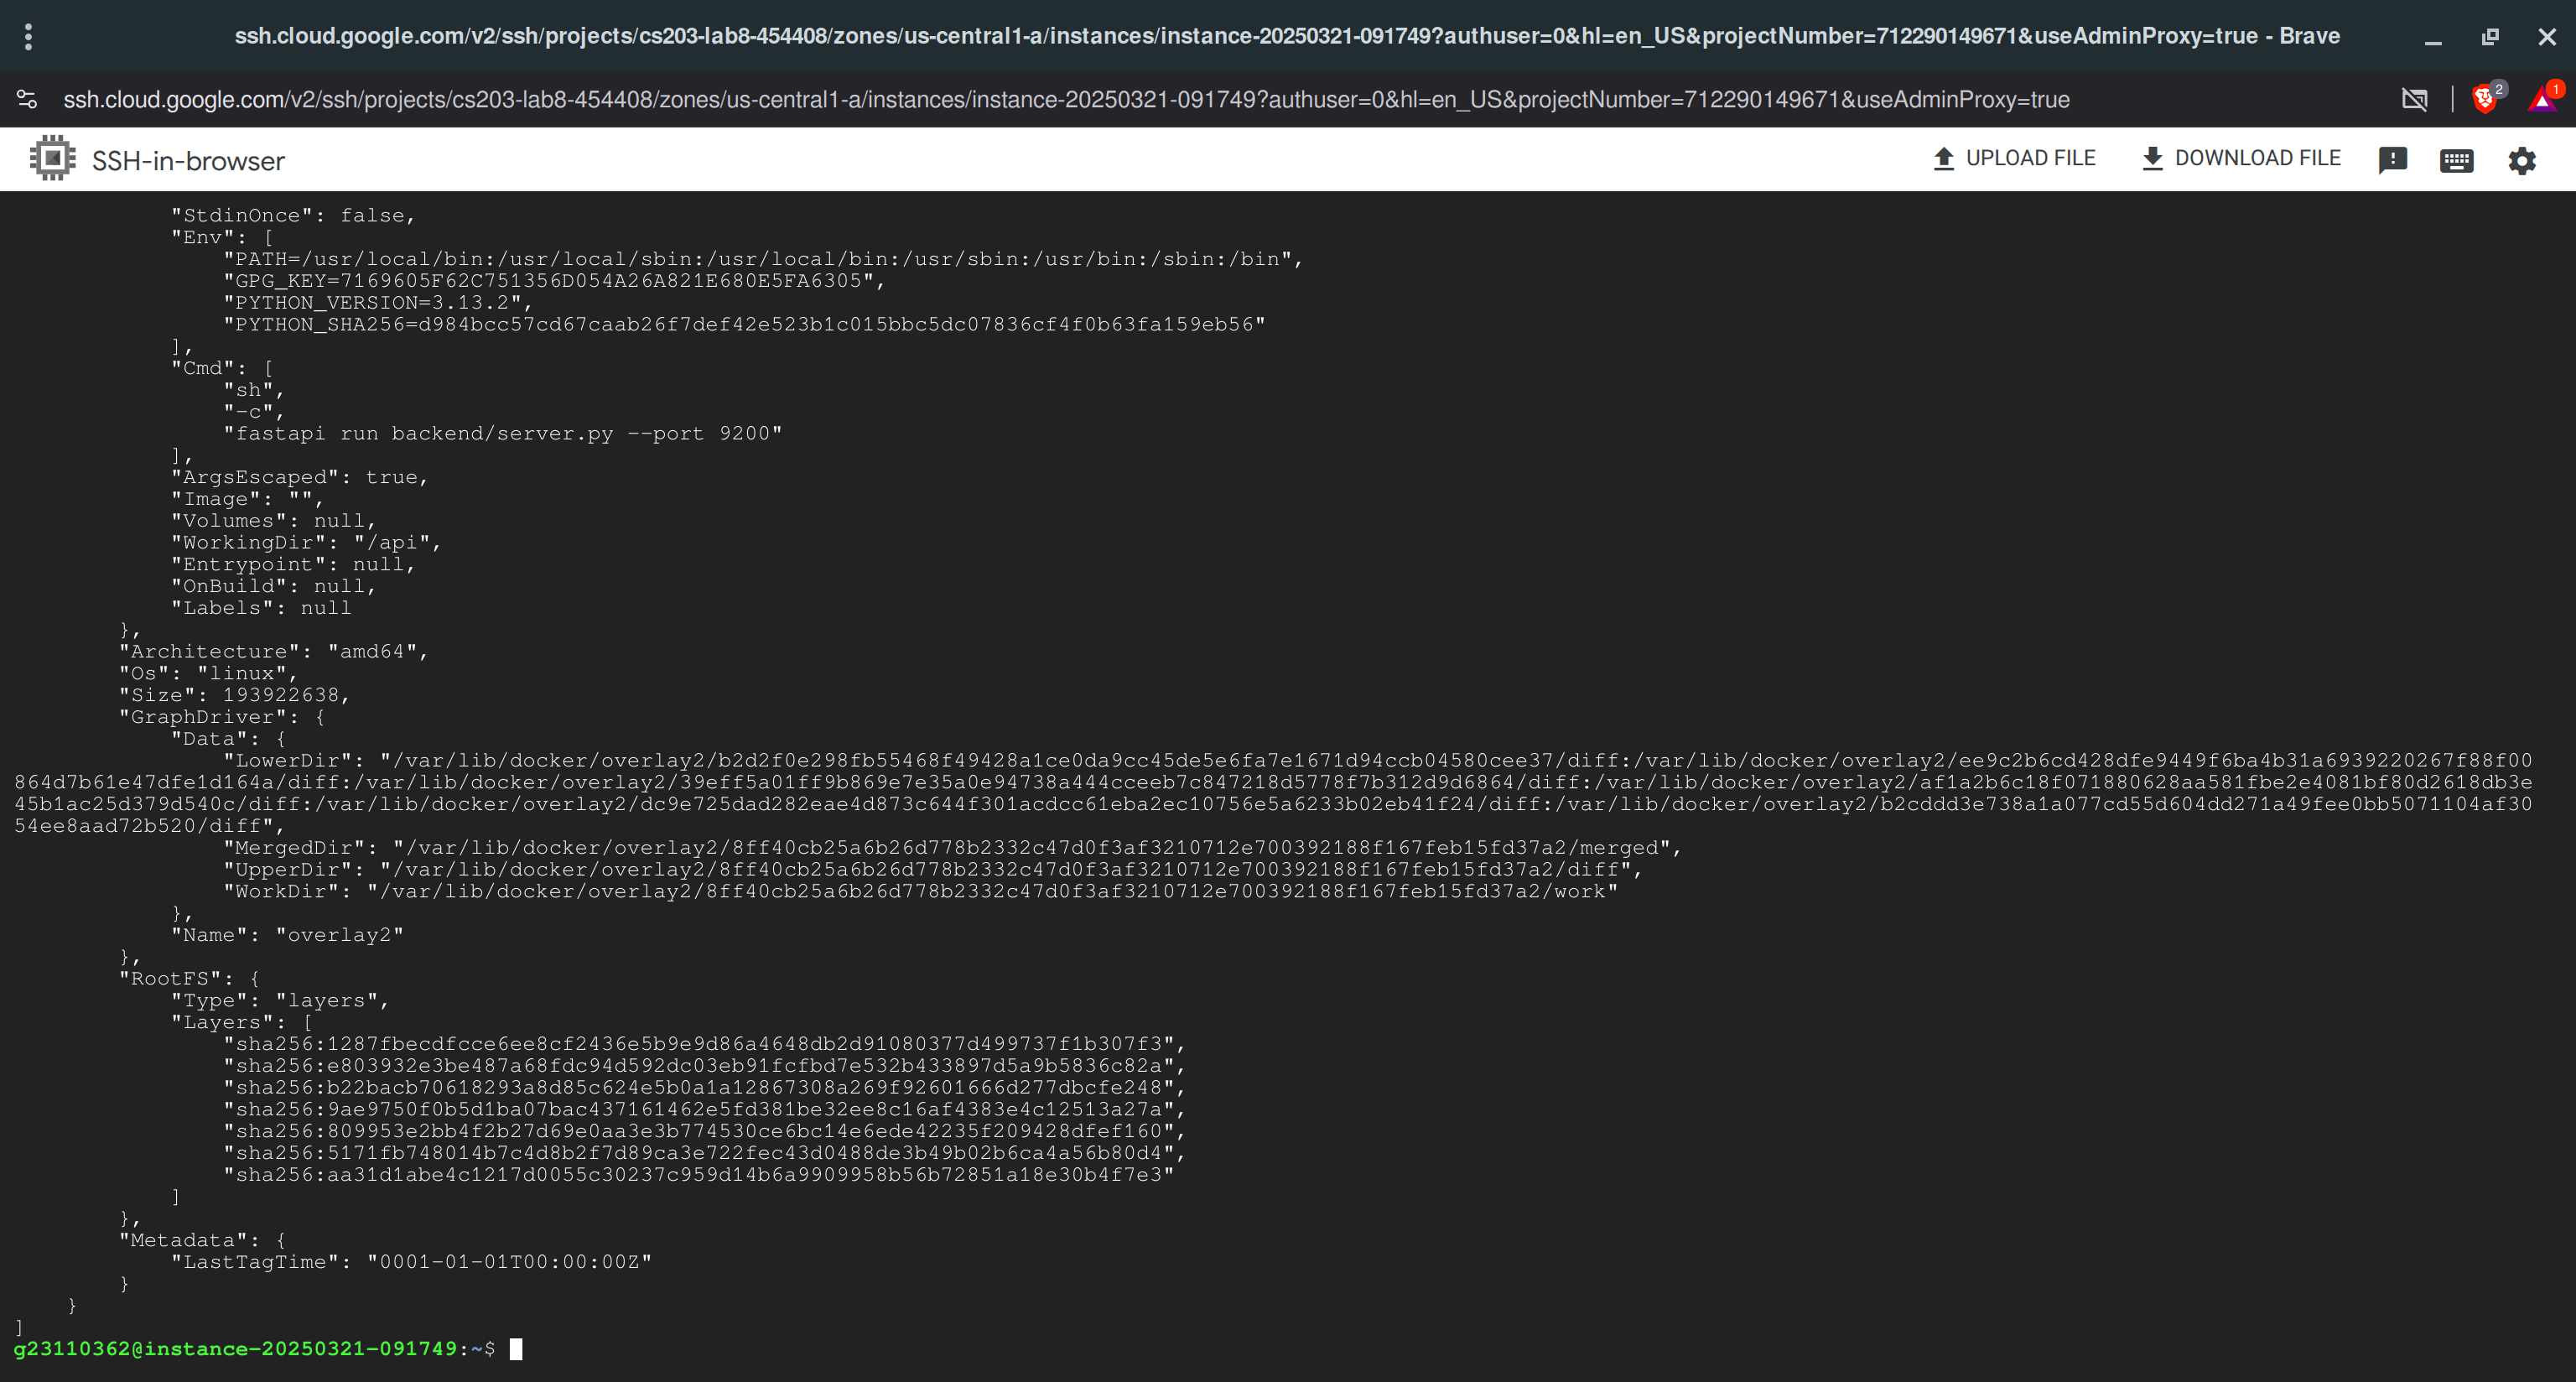 ssh.cloud.google.com/v2/ssh/projects/cs203-lab8-454408/zones/us-central1-a/instances/instance-20250321-091749?authuser=0&hl=en_US&projectNumber=712290149671&useAdminProxy=true - Brave
ssh.cloud.google.com/v2/ssh/projects/cs203-lab8-454408/zones/us-central1-a/instances/instance-20250321-091749?authuser=0&hl=en_US&projectNumber=712290149671&useAdminProxy=true
2
1
SSH-in-browser
UPLOAD FILE
DOWNLOAD FILE
"StdinOnce": false,
"Env": [
"PATH=/usr/local/bin:/usr/local/sbin:/usr/local/bin:/usr/sbin:/usr/bin:/sbin:/bin",
"GPG_KEY=7169605F62C751356D054A26A821E680E5FA6305",
"PYTHON_VERSION=3.13.2",
"PYTHON_SHA256=d984bcc57cd67caab26f7def42e523b1c015bbc5dc07836cf4f0b63fa159eb56"
],
"Cmd": [
"sh",
"-c",
"fastapi run backend/server.py --port 9200"
],
"ArgsEscaped": true,
"Image": "",
"Volumes": null,
"WorkingDir": "/api",
"Entrypoint": null,
"OnBuild": null,
"Labels": null
},
"Architecture": "amd64",
"Os": "linux",
"Size": 193922638,
"GraphDriver": {
"Data": {
"LowerDir": "/var/lib/docker/overlay2/b2d2f0e298fb55468f49428a1ce0da9cc45de5e6fa7e1671d94ccb04580cee37/diff:/var/lib/docker/overlay2/ee9c2b6cd428dfe9449f6ba4b31a6939220267f88f00
864d7b61e47dfe1d164a/diff:/var/lib/docker/overlay2/39eff5a01ff9b869e7e35a0e94738a444cceeb7c847218d5778f7b312d9d6864/diff:/var/lib/docker/overlay2/af1a2b6c18f071880628aa581fbe2e4081bf80d2618db3e
45b1ac25d379d540c/diff:/var/lib/docker/overlay2/dc9e725dad282eae4d873c644f301acdcc61eba2ec10756e5a6233b02eb41f24/diff:/var/lib/docker/overlay2/b2cddd3e738a1a077cd55d604dd271a49fee0bb5071104af30
54ee8aad72b520/diff",
"MergedDir": "/var/lib/docker/overlay2/8ff40cb25a6b26d778b2332c47d0f3af3210712e700392188f167feb15fd37a2/merged",
"UpperDir": "/var/lib/docker/overlay2/8ff40cb25a6b26d778b2332c47d0f3af3210712e700392188f167feb15fd37a2/diff",
"WorkDir": "/var/lib/docker/overlay2/8ff40cb25a6b26d778b2332c47d0f3af3210712e700392188f167feb15fd37a2/work"
},
"Name": "overlay2"
},
"RootFS": {
"Type": "layers",
"Layers": [
"sha256:1287fbecdfcce6ee8cf2436e5b9e9d86a4648db2d91080377d499737f1b307f3",
"sha256:e803932e3be487a68fdc94d592dc03eb91fcfbd7e532b433897d5a9b5836c82a",
"sha256:b22bacb70618293a8d85c624e5b0a1a12867308a269f92601666d277dbcfe248",
"sha256:9ae9750f0b5d1ba07bac437161462e5fd381be32ee8c16af4383e4c12513a27a",
"sha256:809953e2bb4f2b27d69e0aa3e3b774530ce6bc14e6ede42235f209428dfef160",
"sha256:5171fb748014b7c4d8b2f7d89ca3e722fec43d0488de3b49b02b6ca4a56b80d4",
"sha256:aa31d1abe4c1217d0055c30237c959d14b6a9909958b56b72851a18e30b4f7e3"
]
},
"Metadata": {
"LastTagTime": "0001-01-01T00:00:00Z"
}
}
]
g23110362@instance-20250321-091749:~$